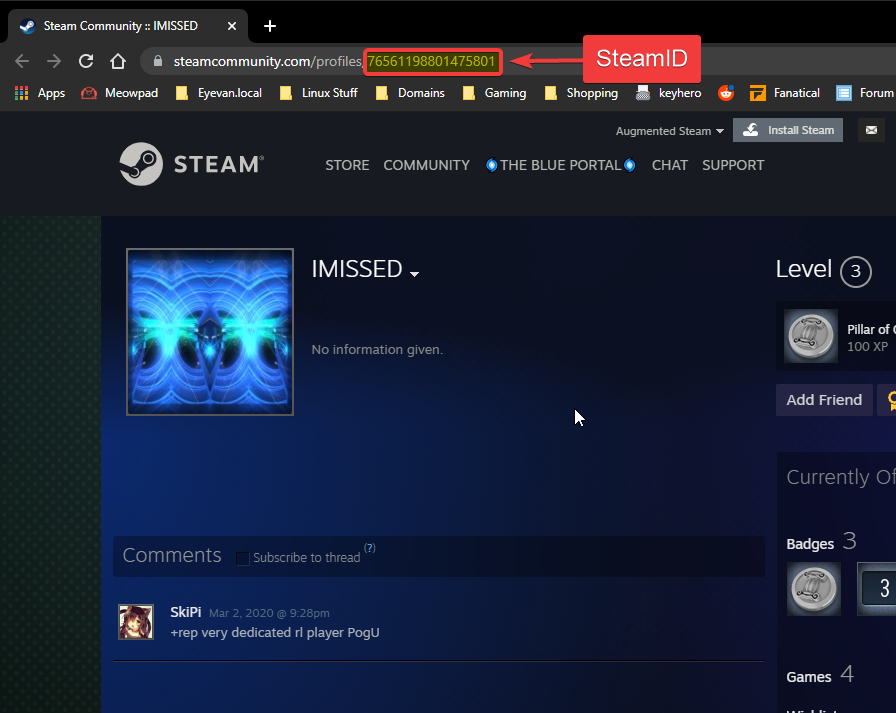 Steam Community :: IMISSED
steamcommunity.com/profiles/76561198801475801
SteamID
Apps Meowpad Eyevan.local Linux Stuff Domains Gaming Shopping keyhero Fanatical Forum
Augmented Steam Install Steam
STEAM®
STORE COMMUNITY THE BLUE PORTAL CHAT SUPPORT
IMISSED
Level 3
No information given.
Pillar of
100 XP
Add Friend
Currently Of
Comments Subscribe to thread (?)
Badges 3
3
SkiPi Mar 2, 2020 @ 9:28pm
+rep very dedicated rl player PogU
Games 4